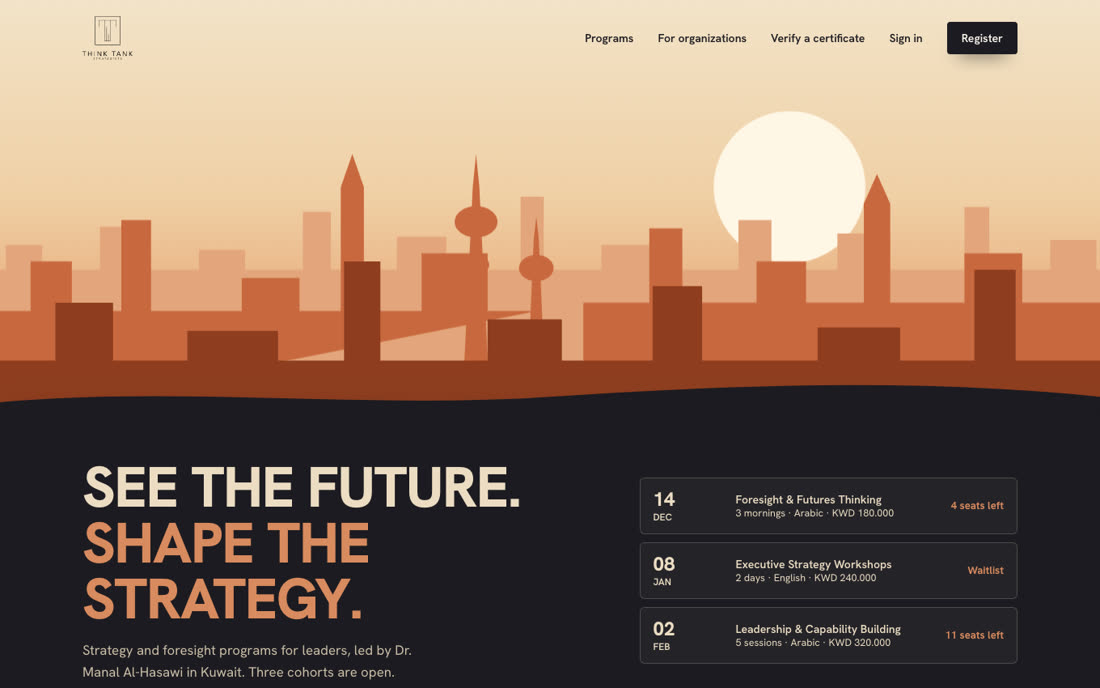 THINK TANK
STRATEGISTS
Programs
For organizations
Verify a certificate
Sign in
Register
SEE THE FUTURE.
SHAPE THE
STRATEGY.
Strategy and foresight programs for leaders, led by Dr.
Manal Al-Hasawi in Kuwait. Three cohorts are open.
14
DEC
Foresight & Futures Thinking
3 mornings · Arabic · KWD 180.000
4 seats left
08
JAN
Executive Strategy Workshops
2 days · English · KWD 240.000
Waitlist
02
FEB
Leadership & Capability Building
5 sessions · Arabic · KWD 320.000
11 seats left